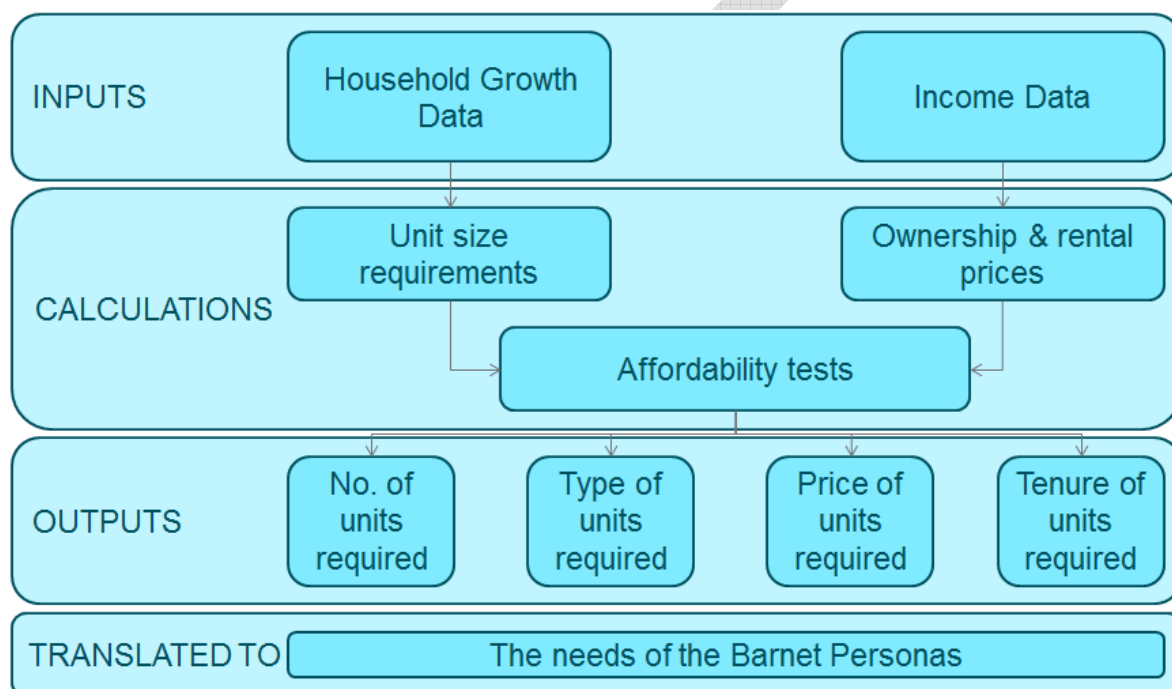 INPUTS
Household Growth
Data
Income Data
CALCULATIONS
Unit size
requirements
Ownership & rental
prices
Affordability tests
OUTPUTS
No. of
units
required
Type of
units
required
Price of
units
required
Tenure of
units
required
TRANSLATED TO
The needs of the Barnet Personas